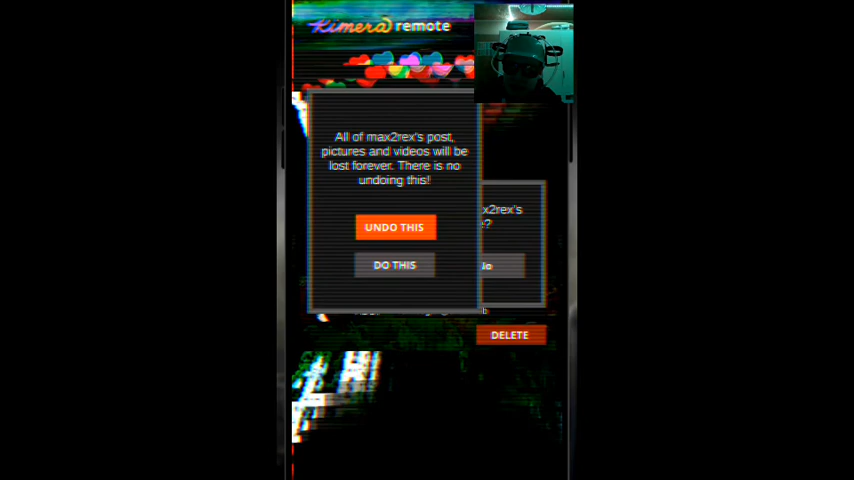 Kimera remote
All of max2rex's post,
pictures and videos will be
lost forever. There is no
undoing this!
UNDO THIS
DO THIS
DELETE